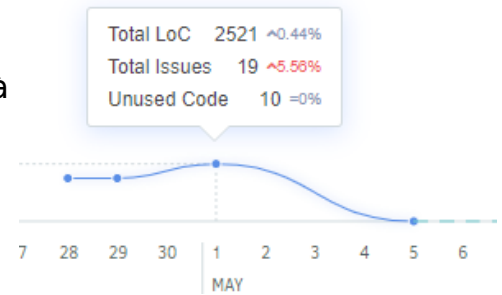 Total LoC 2521 ^0.44%
Total Issues 19 ^5.56%
Unused Code 10 =0%
à
7 28 29 30 1 2 3 4 5 6
MAY